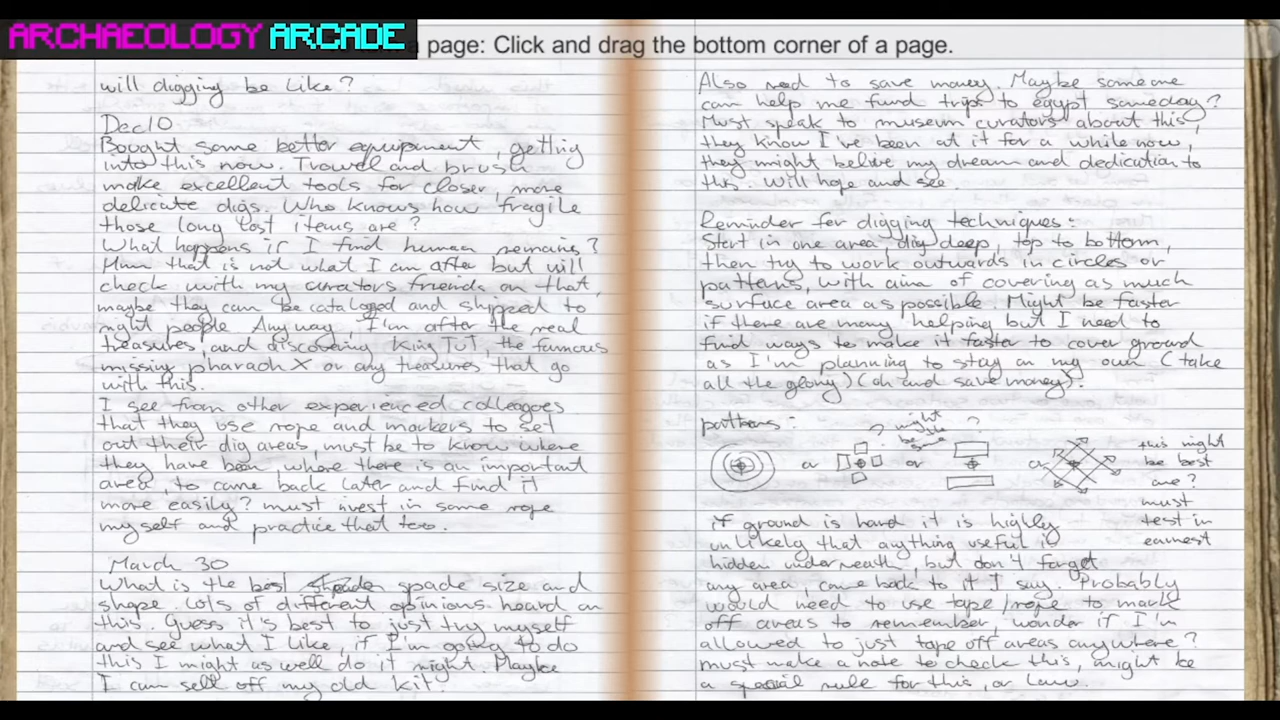 ARCHAEOLOGY ARCADE
a page: Click and drag the bottom corner of a page.
will digging be like?
Dec 10
Bought some better equipment, getting
into this now. Trowel and brush
make excellent tools for closer, more
delicate digs. Who knows how fragile
those long lost items are?
What happens if I find human remains?
Hmm that is not what I am after but will
check with my curators friends on that,
maybe they can be catalogged and shipped to
right people Anyway, I'm after the real
treasures, and discovering King TUT, the famous
missing pharaoh X or any treasures that go
with this.
I see from other experienced colleagoes
that they use rope and markers to set
out their dig areas, must be to know where
they have been, where there is an important
area, to come back later and find it
more easily? must invest in some rope
myself and practice that too.
March 30
What is the best spade size and
shape. Lots of different opinions heard on
this. Guess it's best to just try myself
and see what I like, if I'm going to do
this I might as well do it right. Maybe
I can sell off my old kit.
Also need to save money. Maybe someone
can help me fund trips to egypt someday?
Must speak to museum curators about this,
they know I've been at it for a while now,
they might belive my dream and dedication to
this. Will hope and see.
Reminder for digging techniques:
Start in one area, dig deep, top to bottom,
then try to work outwards in circles or
patterns, with aim of covering as much
surface area as possible. Might be faster
if there are many helping but I need to
find ways to make it faster to cover ground
as I'm planning to stay on my own (take
all the glory) (oh and save money).
patterns:
? might be ?
or or or
this might
be best
one?
must
test in
earnest
if ground is hard it is highly
unlikely that anything useful is
hidden underneath, but don't forget
any area, come back to it I say. Probably
would need to use tape/rope to mark
off areas to remember, wonder if I'm
allowed to just tape off areas anywhere?
must make a note to check this, might be
a special rule for this, or law.